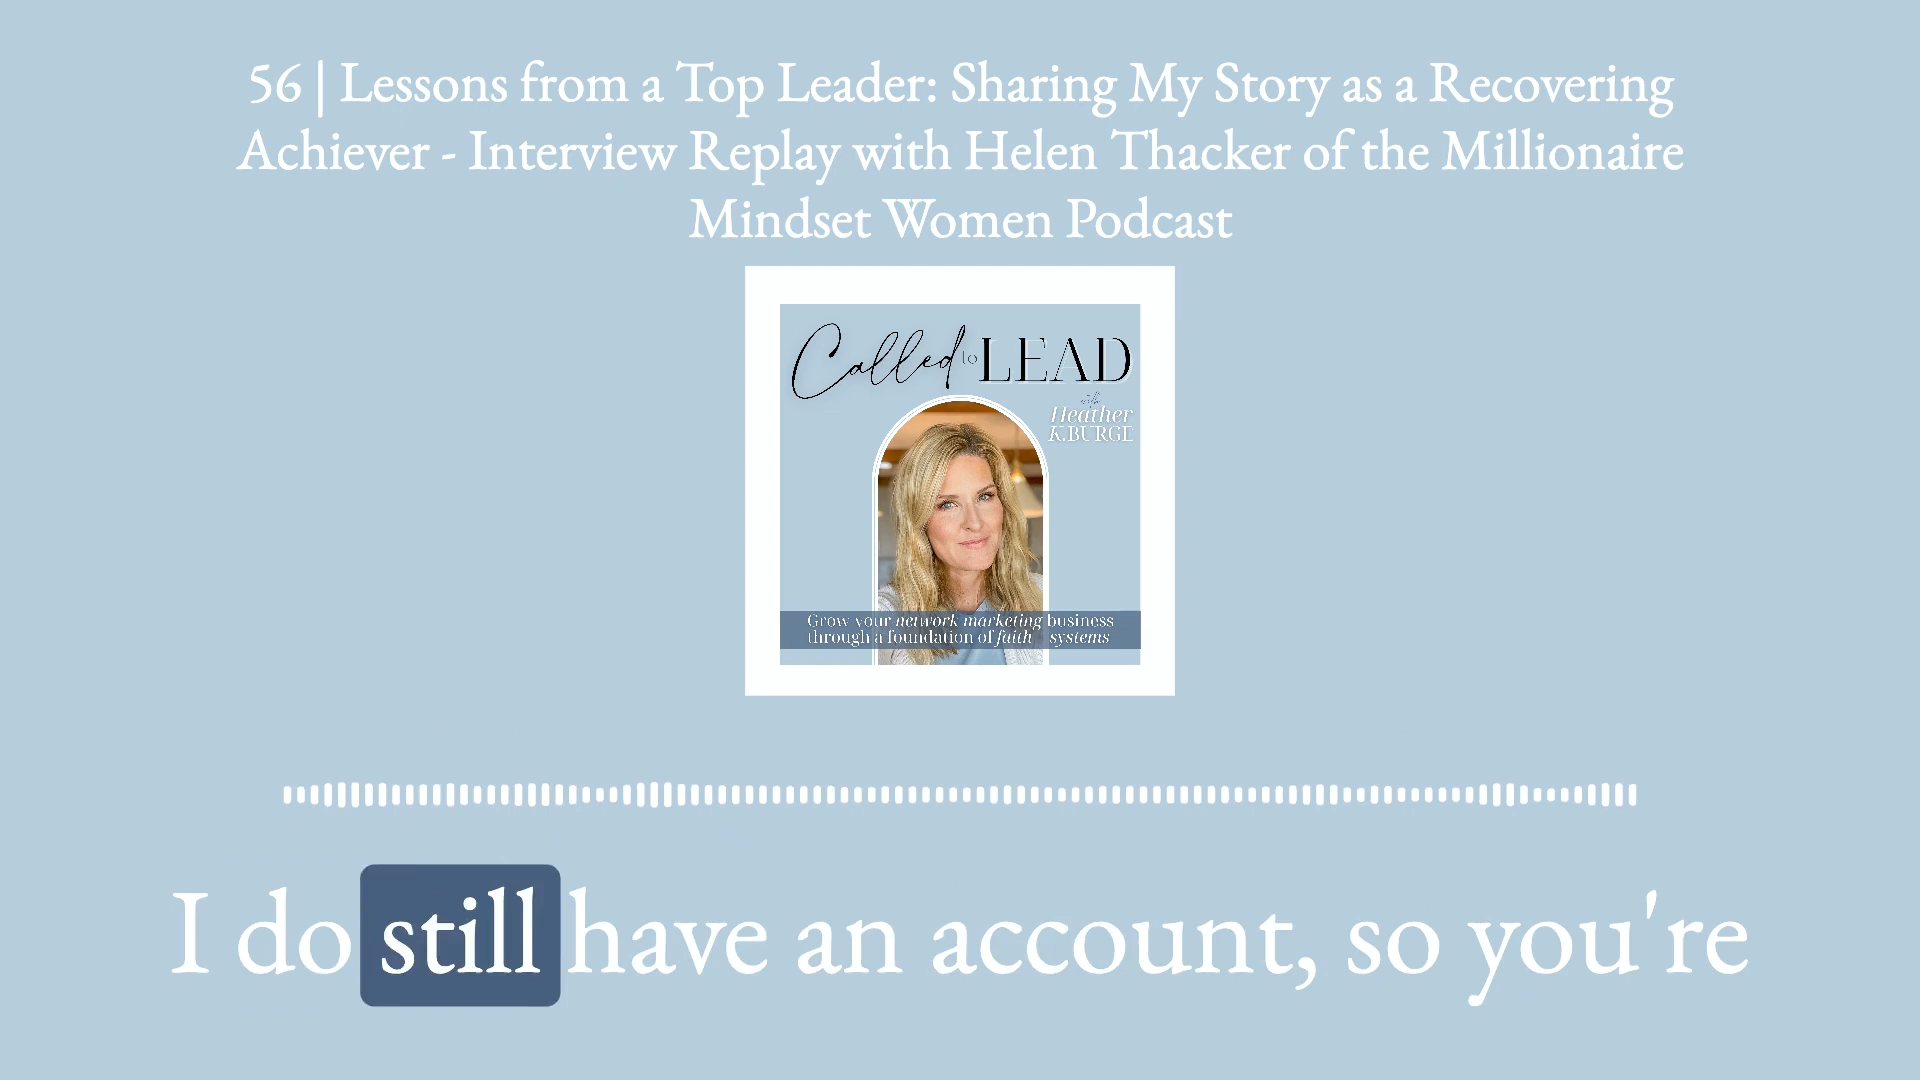 56 | Lessons from a Top Leader: Sharing My Story as a Recovering
Achiever - Interview Replay with Helen Thacker of the Millionaire
Mindset Women Podcast
Called to LEAD
with
Heather
K.BURGE
Grow your network marketing business
through a foundation of faith systems
I do still have an account, so you're